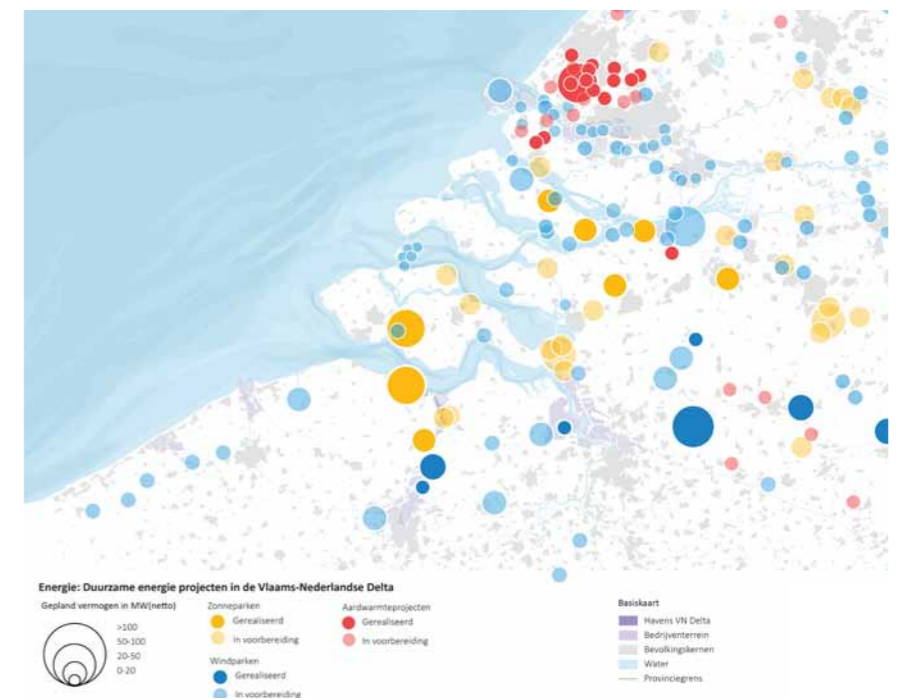 Energie: Duurzame energie projecten in de Vlaams-Nederlandse Delta
Gepland vermogen in MW(netto)
>100
50-100
20-50
0-20
Zonneparken
Gerealiseerd
In voorbereiding
Windparken
Gerealiseerd
In voorbereiding
Aardwarmteprojecten
Gerealiseerd
In voorbereiding
Basiskaart
Havens VN Delta
Bedrijventerrein
Bevolkingskernen
Water
Provinciegrens